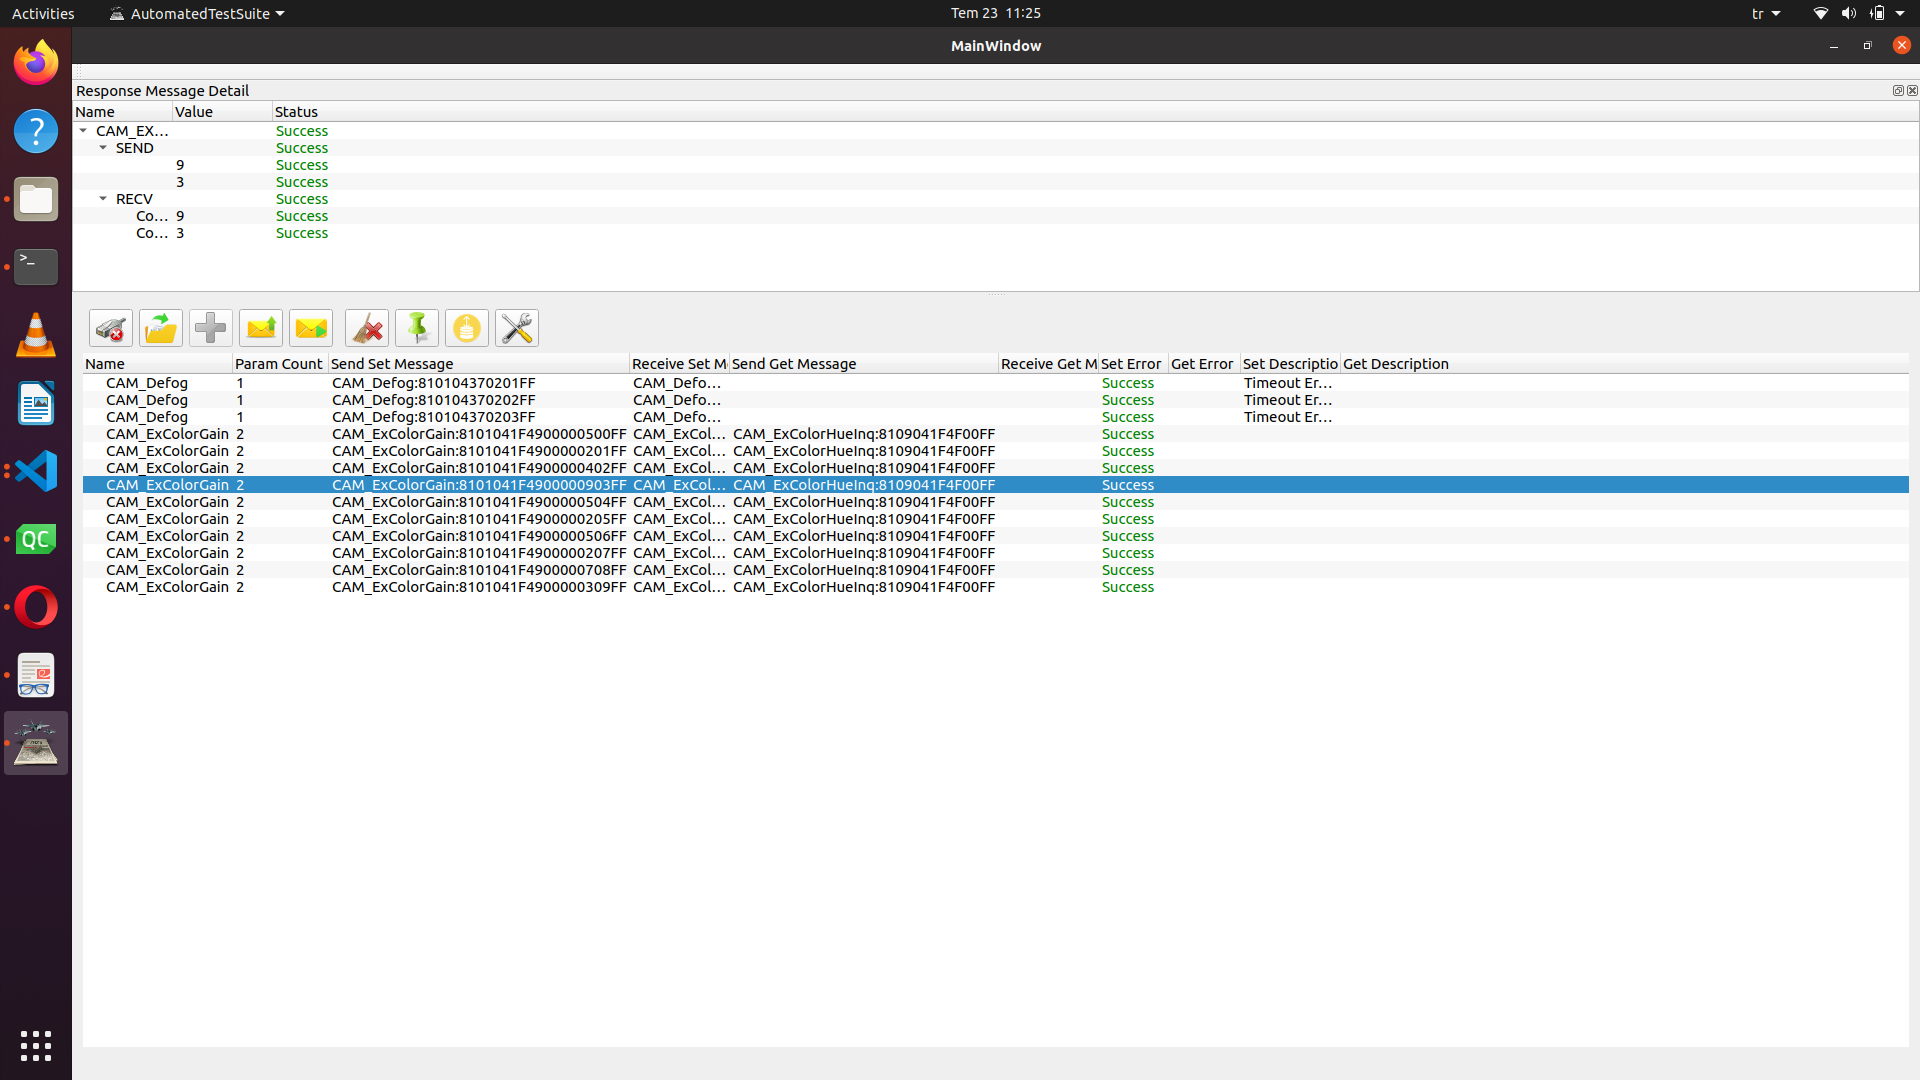 Activities AutomatedTestSuite Tem 23 11:25 tr
MainWindow
Response Message Detail
Name Value Status
CAM_EX... Success
SEND Success
9 Success
3 Success
RECV Success
Co... 9 Success
Co... 3 Success
Name Param Count Send Set Message Receive Set M Send Get Message Receive Get M Set Error Get Error Set Descriptio Get Description
CAM_Defog 1 CAM_Defog:810104370201FF CAM_Defo... Success Timeout Er...
CAM_Defog 1 CAM_Defog:810104370202FF CAM_Defo... Success Timeout Er...
CAM_Defog 1 CAM_Defog:810104370203FF CAM_Defo... Success Timeout Er...
CAM_ExColorGain 2 CAM_ExColorGain:8101041F4900000500FF CAM_ExCol... CAM_ExColorHueInq:8109041F4F00FF Success
CAM_ExColorGain 2 CAM_ExColorGain:8101041F4900000201FF CAM_ExCol... CAM_ExColorHueInq:8109041F4F00FF Success
CAM_ExColorGain 2 CAM_ExColorGain:8101041F4900000402FF CAM_ExCol... CAM_ExColorHueInq:8109041F4F00FF Success
CAM_ExColorGain 2 CAM_ExColorGain:8101041F4900000903FF CAM_ExCol... CAM_ExColorHueInq:8109041F4F00FF Success
CAM_ExColorGain 2 CAM_ExColorGain:8101041F4900000504FF CAM_ExCol... CAM_ExColorHueInq:8109041F4F00FF Success
CAM_ExColorGain 2 CAM_ExColorGain:8101041F4900000205FF CAM_ExCol... CAM_ExColorHueInq:8109041F4F00FF Success
CAM_ExColorGain 2 CAM_ExColorGain:8101041F4900000506FF CAM_ExCol... CAM_ExColorHueInq:8109041F4F00FF Success
CAM_ExColorGain 2 CAM_ExColorGain:8101041F4900000207FF CAM_ExCol... CAM_ExColorHueInq:8109041F4F00FF Success
CAM_ExColorGain 2 CAM_ExColorGain:8101041F4900000708FF CAM_ExCol... CAM_ExColorHueInq:8109041F4F00FF Success
CAM_ExColorGain 2 CAM_ExColorGain:8101041F4900000309FF CAM_ExCol... CAM_ExColorHueInq:8109041F4F00FF Success
QC